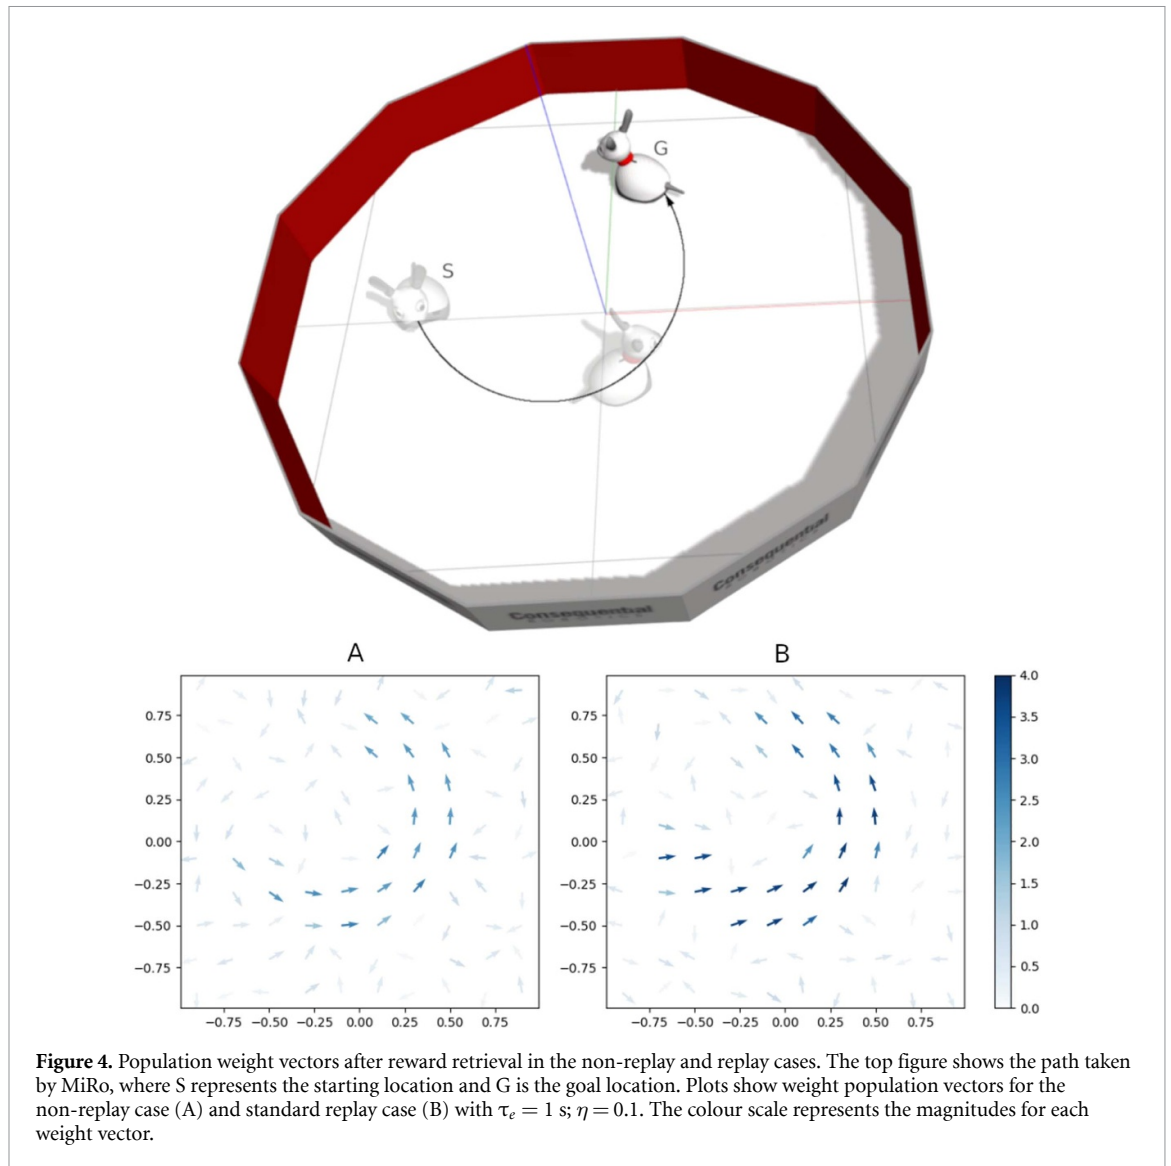 G
S
Consequential
Consequential
A
B
0.75
0.50
0.25
0.00
−0.25
−0.50
−0.75
−0.75 −0.50 −0.25 0.00 0.25 0.50 0.75
0.75
0.50
0.25
0.00
−0.25
−0.50
−0.75
−0.75 −0.50 −0.25 0.00 0.25 0.50 0.75
4.0
3.5
3.0
2.5
2.0
1.5
1.0
0.5
0.0
Figure 4. Population weight vectors after reward retrieval in the non-replay and replay cases. The top figure shows the path taken
by MiRo, where S represents the starting location and G is the goal location. Plots show weight population vectors for the
non-replay case (A) and standard replay case (B) with τₑ = 1 s; η = 0.1. The colour scale represents the magnitudes for each
weight vector.